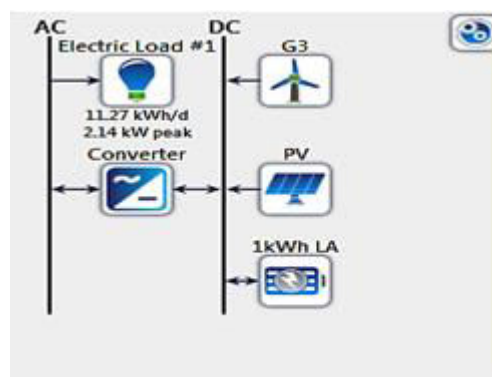 AC DC
Electric Load #1 G3
11.27 kWh/d
2.14 kW peak
Converter PV
1kWh LA